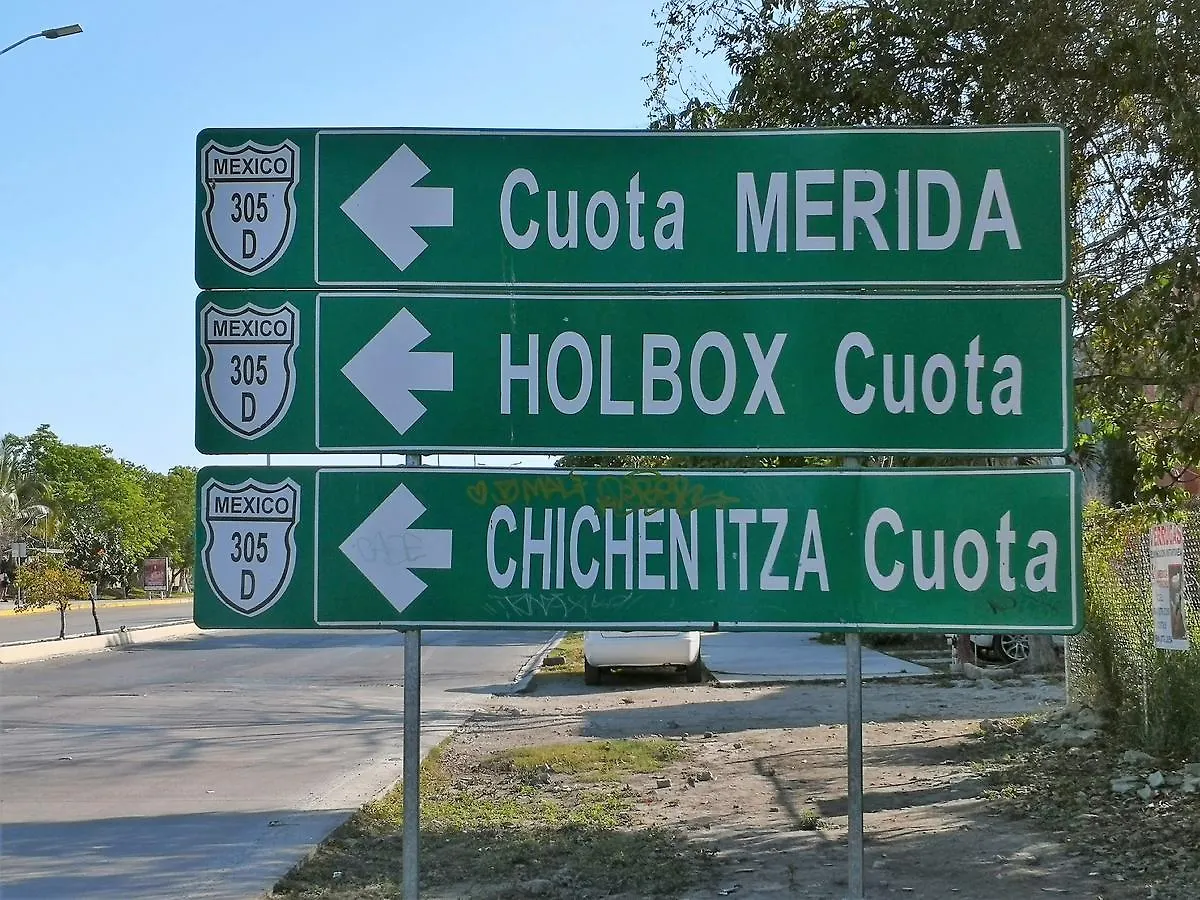 MEXICO
305
D
Cuota MERIDA
MEXICO
305
D
HOLBOX Cuota
MEXICO
305
D
CHICHEN ITZA Cuota